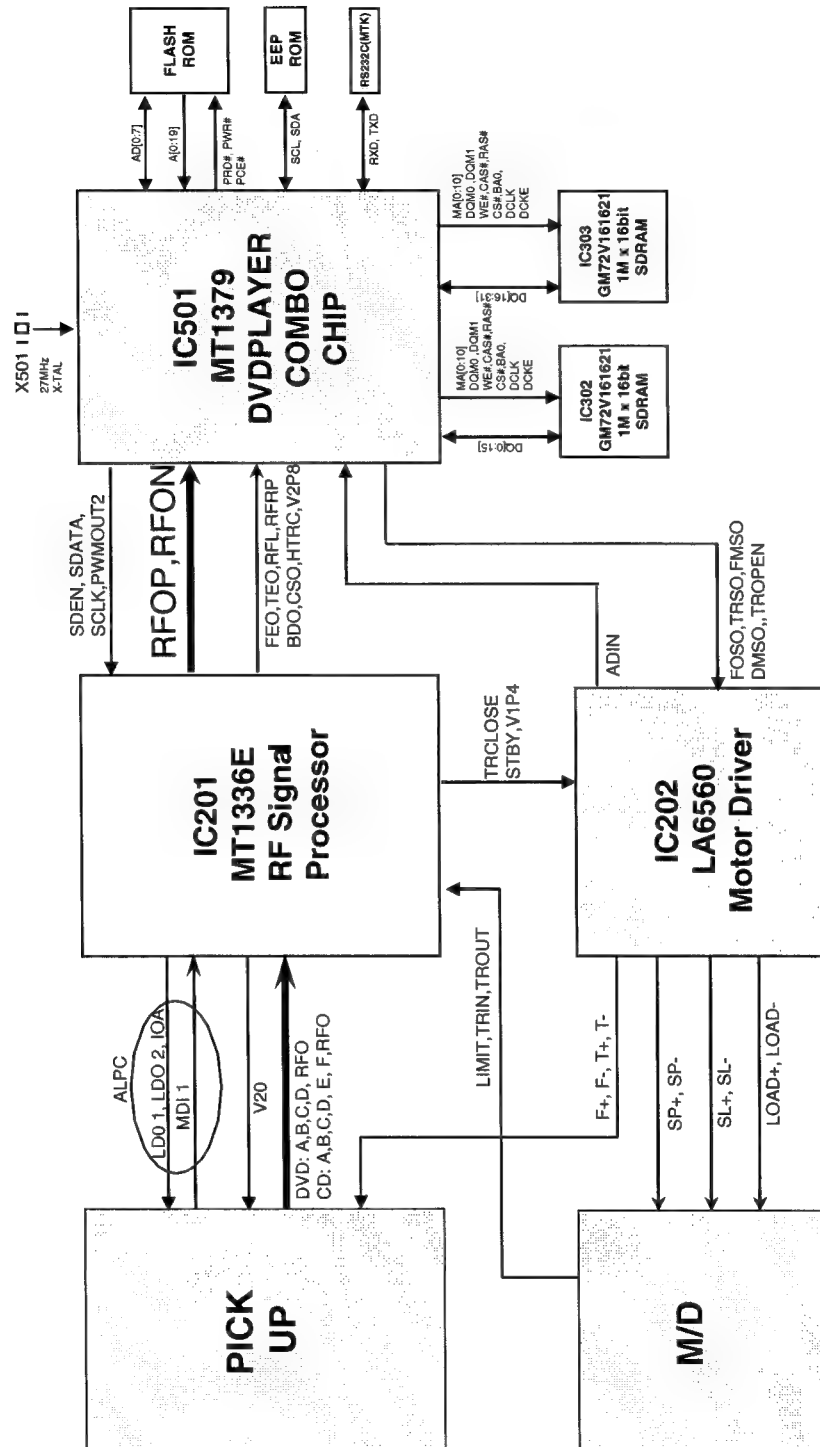 PICK
UP
M/D
ALPC
LD0 1, LDO 2, IOA
MDI 1
V20
DVD: A,B,C,D, RFO
CD: A,B,C,D, E, F,RFO
LIMIT,TRIN,TROUT
F+, F-, T+, T-
SP+, SP-
SL+, SL-
LOAD+, LOAD-
IC201
MT1336E
RF Signal
Processor
TRCLOSE
STBY,V1P4
IC202
LA6560
Motor Driver
SDEN, SDATA,
SCLK,PWMOUT2
RFOP,RFON
FEO,TEO,RFL,RFRP
BDO,CSO,HTRC,V2P8
ADIN
FOSO,TRSO,FMSO
DMSO,,TROPEN
X501
27MHz
X-TAL
IC501
MT1379
DVDPLAYER
COMBO
CHIP
AD[0:7]
A[0:19]
PRD#, PWR#
PCE#
SCL, SDA
RXD, TXD
FLASH
ROM
EEP
ROM
RS232C(MTK)
DQ[0:15]
MA[0:10]
DQM0 ,DQM1
WE#,CAS#,RAS#
CS#,BA0,
DCLK
DCKE
IC302
GM72V161621
1M x 16bit
SDRAM
DQ[16:31]
MA[0:10]
DQM0 ,DQM1
WE#,CAS#,RAS#
CS#,BA0,
DCLK
DCKE
IC303
GM72V161621
1M x 16bit
SDRAM